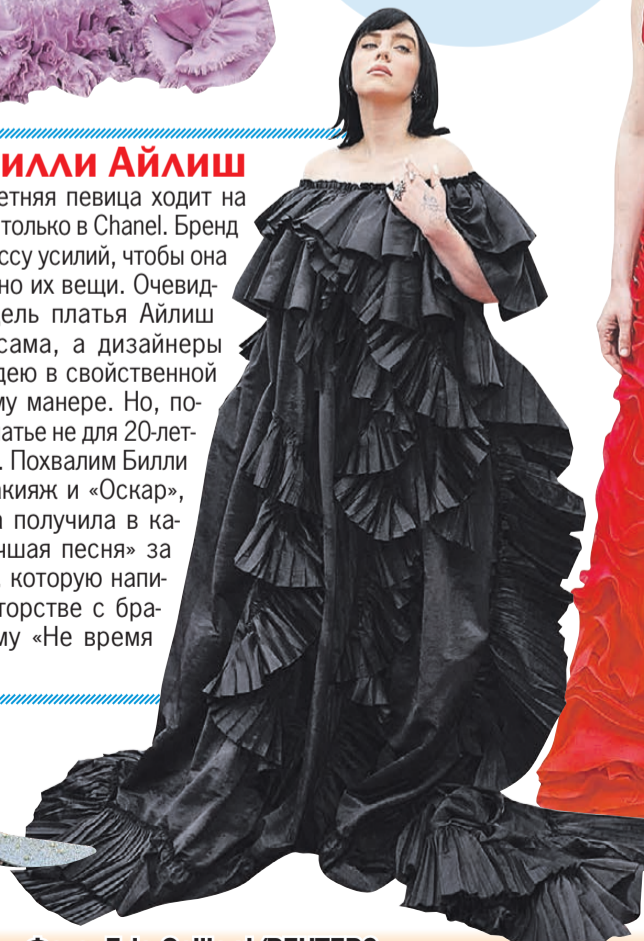 илли Айлиш
етняя певица ходит на
только в Chanel. Бренд
ссу усилий, чтобы она
но их вещи. Очевид-
ель платья Айлиш
сама, а дизайнеры
дею в свойственной
му манере. Но, по-
атье не для 20-лет-
. Похвалим Билли
акияж и «Оскар»,
а получила в ка-
чшая песня» за
, которую напи-
торстве с бра-
му «Не время